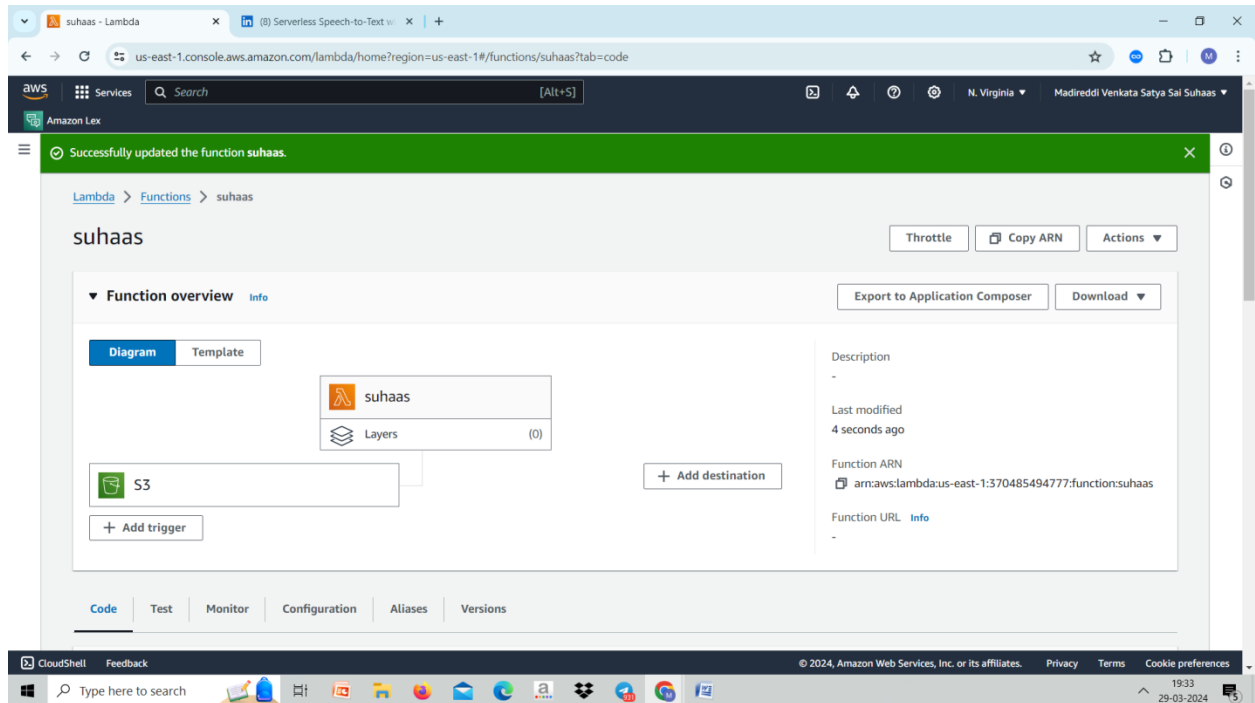 suhaas - Lambda
(8) Serverless Speech-to-Text w
us-east-1.console.aws.amazon.com/lambda/home?region=us-east-1#/functions/suhaas?tab=code
M
aws Services Search [Alt+S] N. Virginia ▼ Madireddi Venkata Satya Sai Suhaas ▼
Amazon Lex
Successfully updated the function suhaas.
Lambda > Functions > suhaas
suhaas
Throttle Copy ARN Actions ▼
▼ Function overview Info
Export to Application Composer Download ▼
Diagram Template
suhaas
Layers (0)
S3
+ Add trigger
+ Add destination
Description
-
Last modified
4 seconds ago
Function ARN
arn:aws:lambda:us-east-1:370485494777:function:suhaas
Function URL Info
-
Code Test Monitor Configuration Aliases Versions
CloudShell Feedback © 2024, Amazon Web Services, Inc. or its affiliates. Privacy Terms Cookie preferences
Type here to search
19:33
29-03-2024